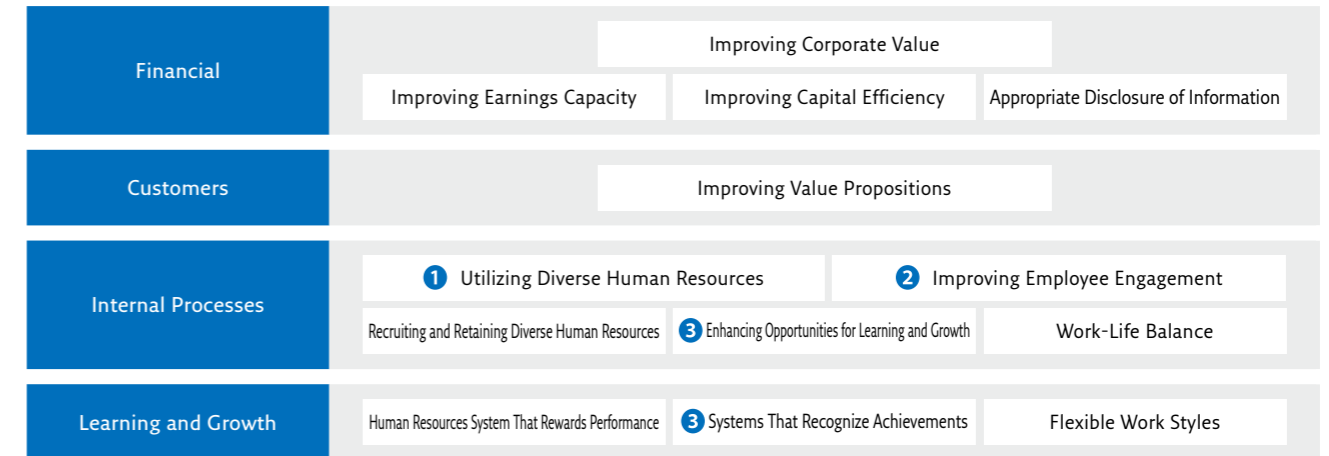 Financial
Improving Corporate Value
Improving Earnings Capacity
Improving Capital Efficiency
Appropriate Disclosure of Information
Customers
Improving Value Propositions
Internal Processes
1 Utilizing Diverse Human Resources
2 Improving Employee Engagement
Recruiting and Retaining Diverse Human Resources
3 Enhancing Opportunities for Learning and Growth
Work-Life Balance
Learning and Growth
Human Resources System That Rewards Performance
3 Systems That Recognize Achievements
Flexible Work Styles